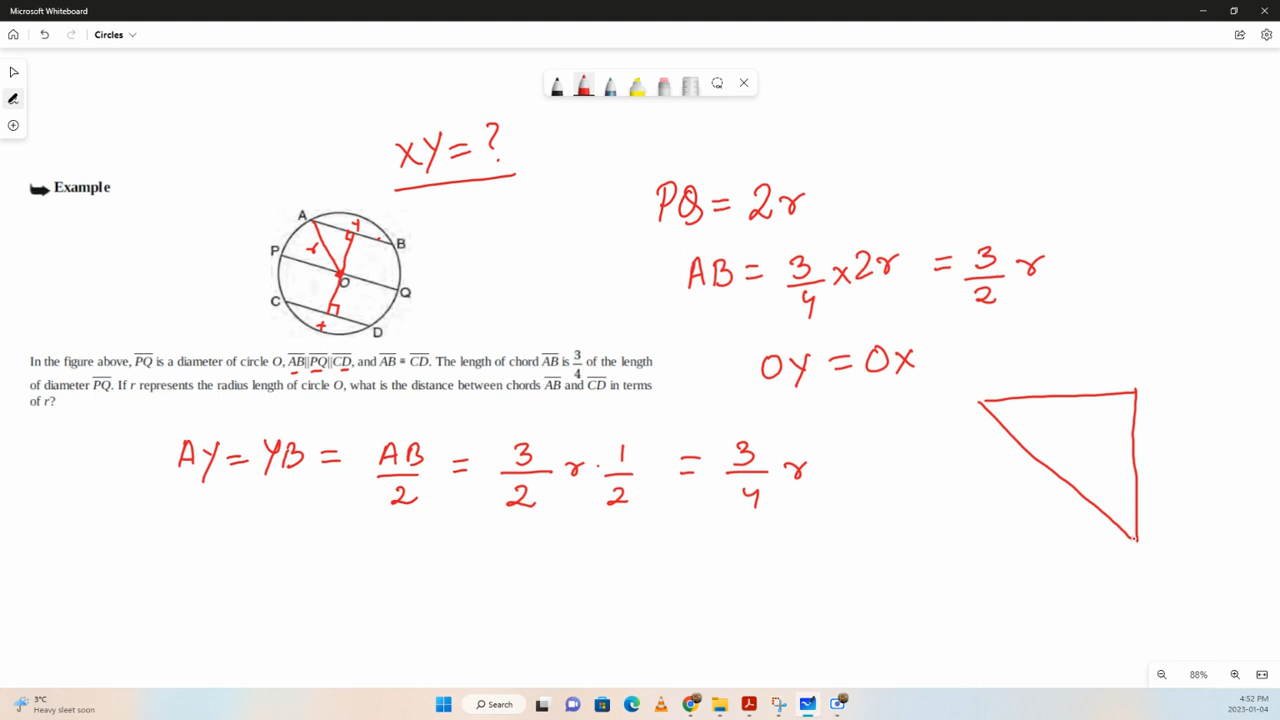 Microsoft Whiteboard
Circles
XY = ?
Example
A
Y
B
r
P
O
Q
C
X
D
PQ = 2r
AB = 3/4 × 2r = 3/2 r
OY = OX
In the figure above, PQ is a diameter of circle O, AB||PQ||CD, and AB ≅ CD. The length of chord AB is 3/4 of the length
of diameter PQ. If r represents the radius length of circle O, what is the distance between chords AB and CD in terms
of r?
AY = YB = AB/2 = 3/2 r · 1/2 = 3/4 r
88%
3°C
Heavy sleet soon
Search
4:52 PM
2023-01-04